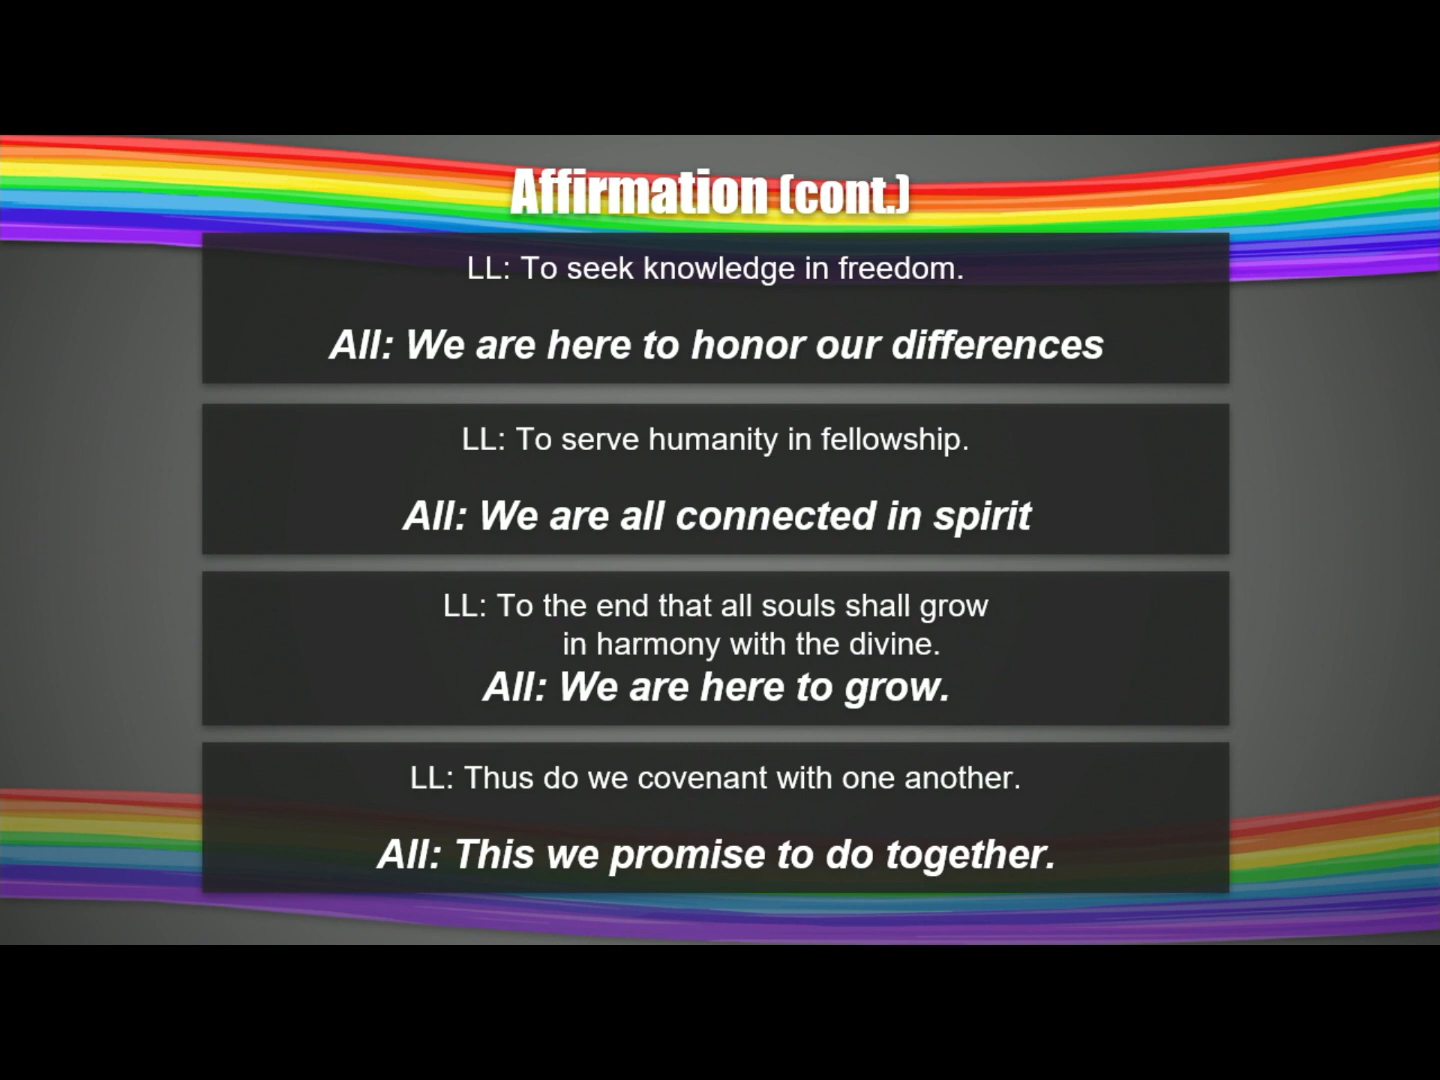 Affirmation (cont.)
LL: To seek knowledge in freedom.
All: We are here to honor our differences
LL: To serve humanity in fellowship.
All: We are all connected in spirit
LL: To the end that all souls shall grow
in harmony with the divine.
All: We are here to grow.
LL: Thus do we covenant with one another.
All: This we promise to do together.